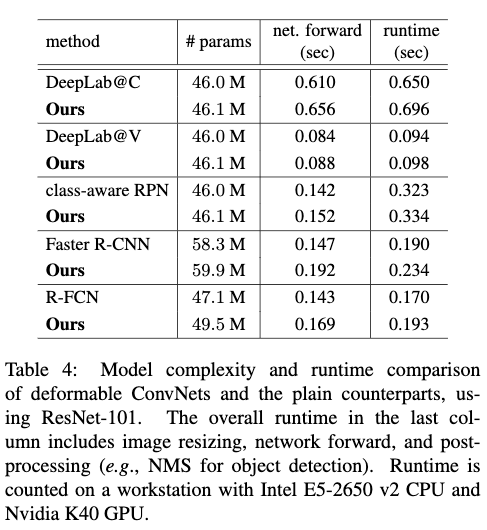 method # params net. forward (sec) runtime (sec)
DeepLab@C 46.0 M 0.610 0.650
Ours 46.1 M 0.656 0.696
DeepLab@V 46.0 M 0.084 0.094
Ours 46.1 M 0.088 0.098
class-aware RPN 46.0 M 0.142 0.323
Ours 46.1 M 0.152 0.334
Faster R-CNN 58.3 M 0.147 0.190
Ours 59.9 M 0.192 0.234
R-FCN 47.1 M 0.143 0.170
Ours 49.5 M 0.169 0.193
Table 4: Model complexity and runtime comparison
of deformable ConvNets and the plain counterparts, us-
ing ResNet-101. The overall runtime in the last col-
umn includes image resizing, network forward, and post-
processing (e.g., NMS for object detection). Runtime is
counted on a workstation with Intel E5-2650 v2 CPU and
Nvidia K40 GPU.